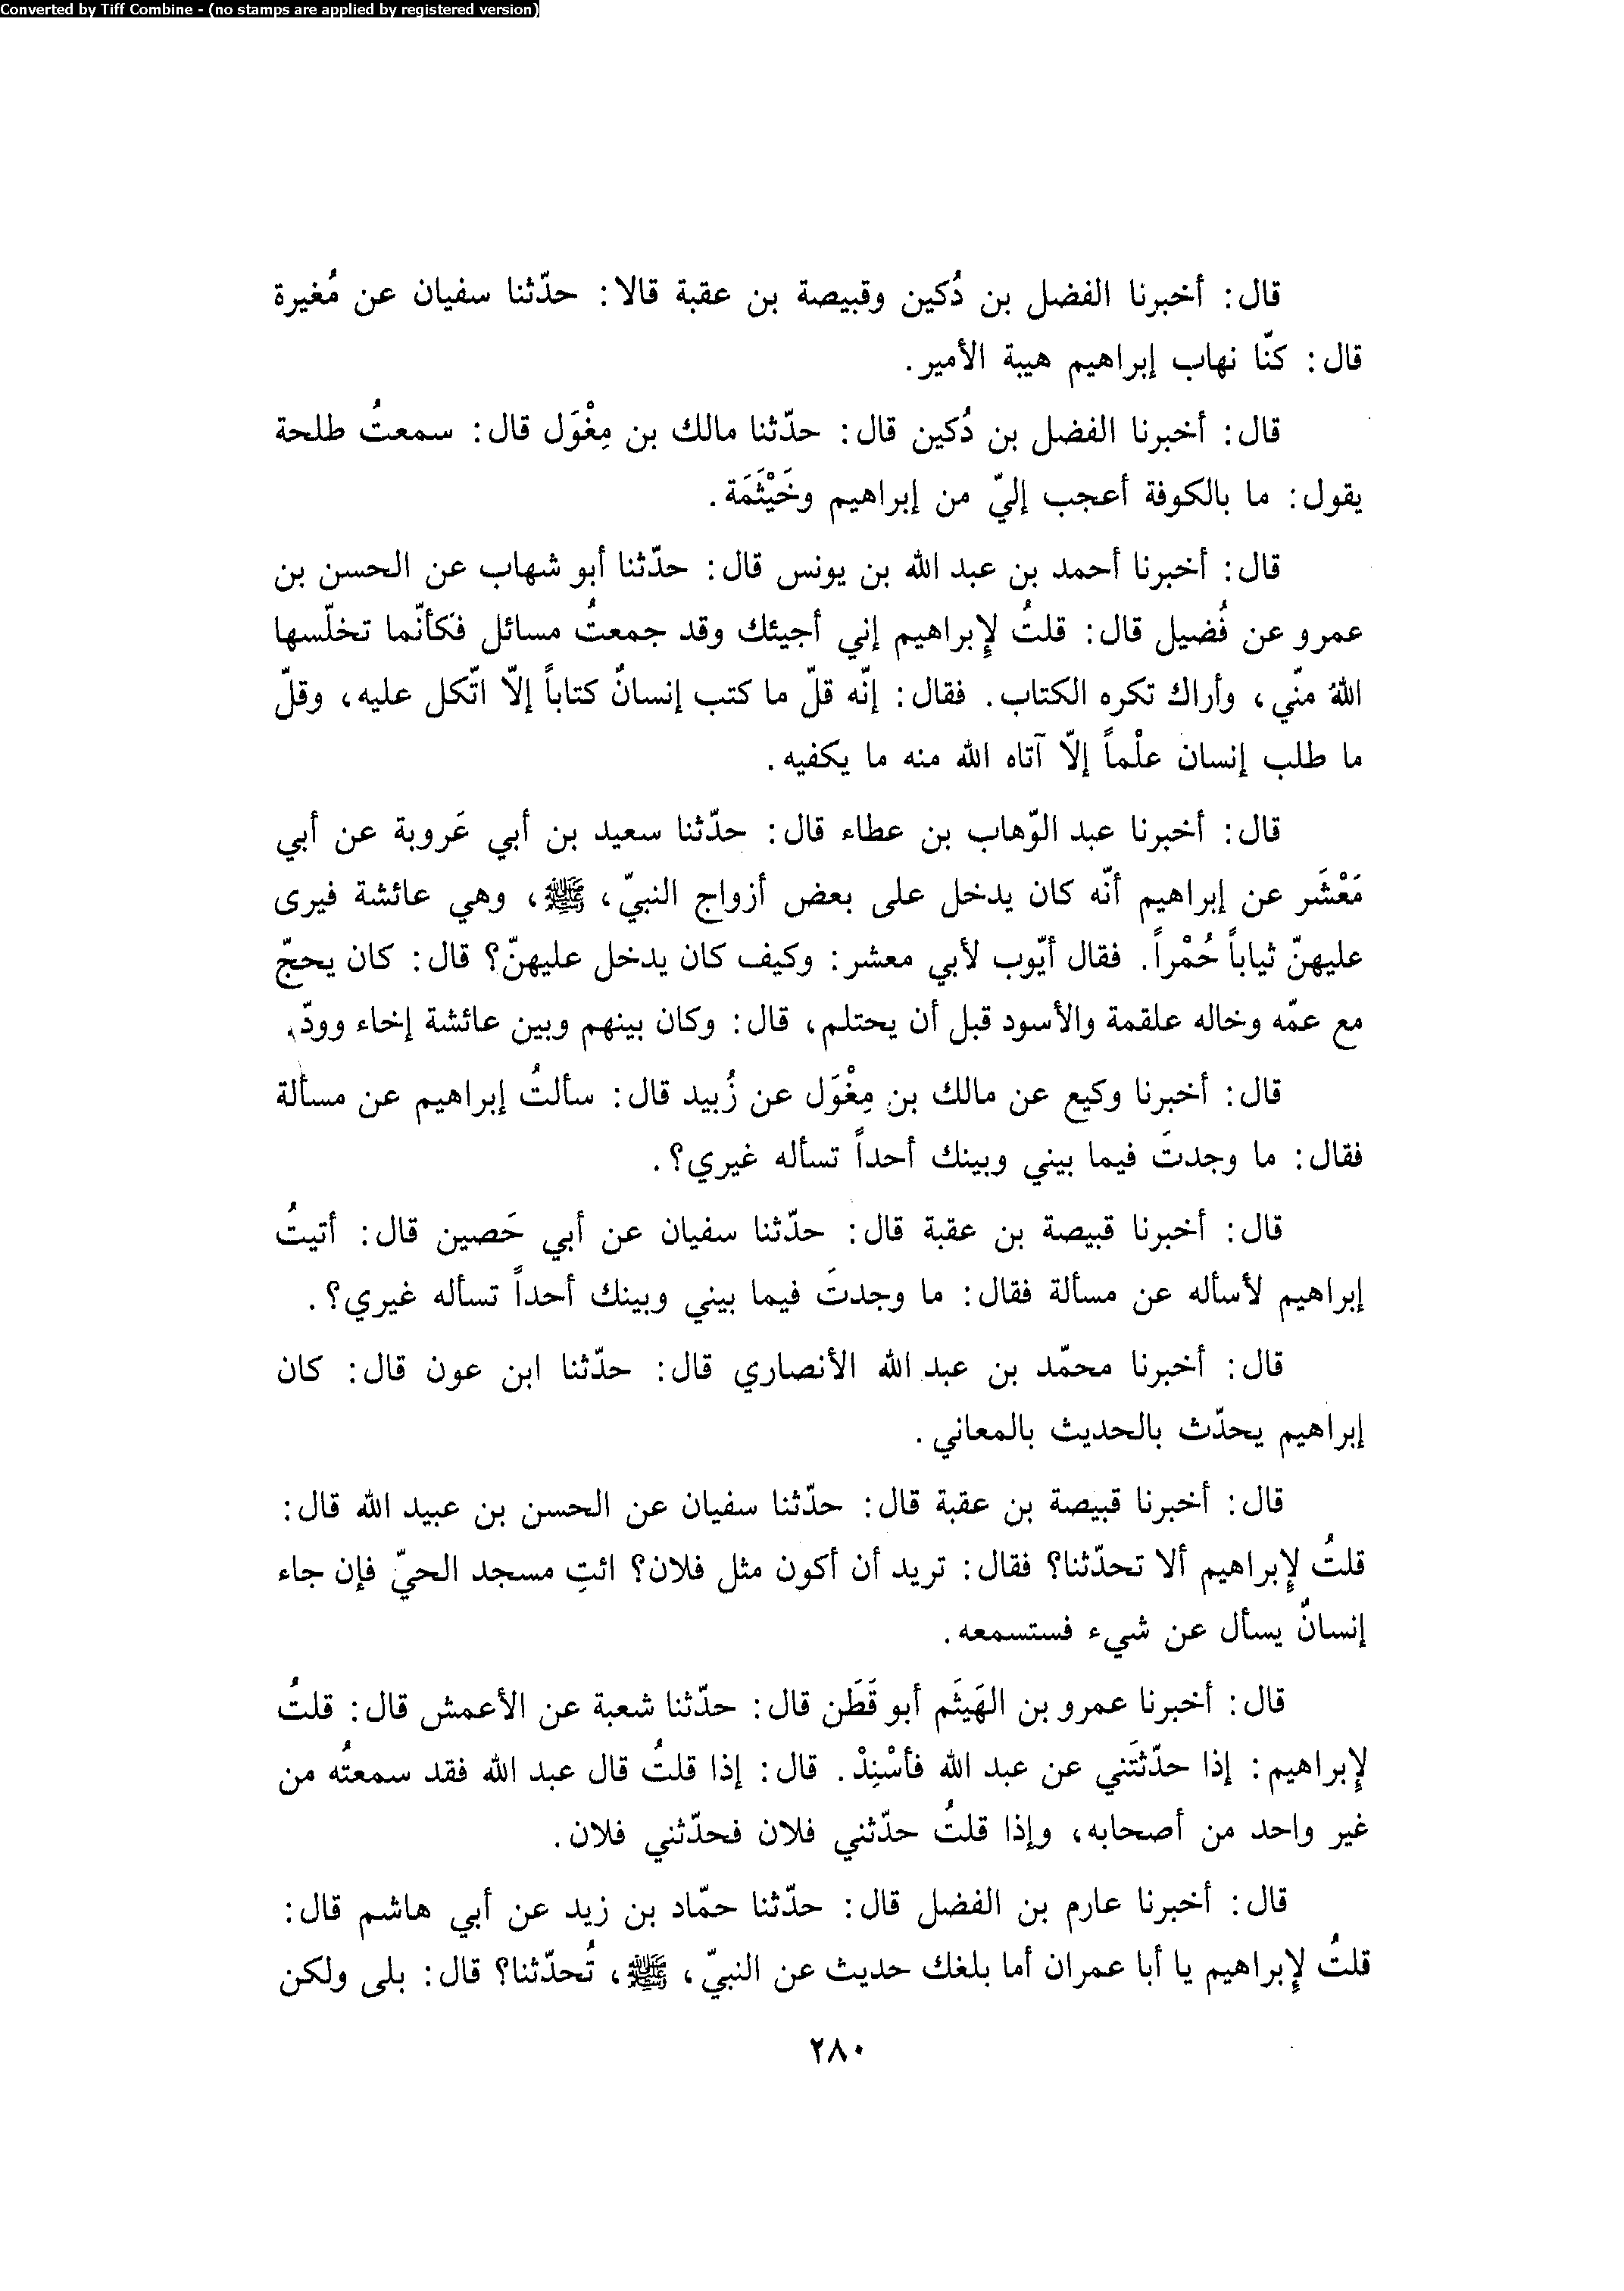 Converted by Tiff Combine - (no stamps are applied by registered version)
قال: أخبرنا الفضل بن دُكين وقبيصة بن عقبة قالا: حدّثنا سفيان عن مُغيرة
قال: كنّا نهاب إبراهيم هيبة الأمير.
قال: أخبرنا الفضل بن دُكين قال: حدّثنا مالك بن مِغْوَل قال: سمعتُ طلحة
يقول: ما بالكوفة أعجب إليّ من إبراهيم وخَيْثَمَة.
قال: أخبرنا أحمد بن عبد الله بن يونس قال: حدّثنا أبو شهاب عن الحسن بن
عمرو عن فُضيل قال: قلتُ لإبراهيم إني أجيئك وقد جمعتُ مسائل فكأنّما تخلّسها
اللهُ منّي، وأراك تكره الكتاب. فقال: إنّه قلّ ما كتب إنسانٌ كتاباً إلّا اتّكل عليه، وقلّ
ما طلب إنسان علْماً إلّا آتاه الله منه ما يكفيه.
قال: أخبرنا عبد الوّهاب بن عطاء قال: حدّثنا سعيد بن أبي عَروبة عن أبي
مَعْشَر عن إبراهيم أنّه كان يدخل على بعض أزواج النبيّ، ﷺ، وهي عائشة فيرى
عليهنّ ثياباً حُمْراً. فقال أيّوب لأبي معشر: وكيف كان يدخل عليهنّ؟ قال: كان يحجّ
مع عمّه وخاله علقمة والأسود قبل أن يحتلم، قال: وكان بينهم وبين عائشة إخاء وودّ.
قال: أخبرنا وكيع عن مالك بن مِغْوَل عن زُبيد قال: سألتُ إبراهيم عن مسألة
فقال: ما وجدتَ فيما بيني وبينك أحداً تسأله غيري؟.
قال: أخبرنا قبيصة بن عقبة قال: حدّثنا سفيان عن أبي حَصين قال: أتيتُ
إبراهيم لأسأله عن مسألة فقال: ما وجدتَ فيما بيني وبينك أحداً تسأله غيري؟.
قال: أخبرنا محمّد بن عبد الله الأنصاري قال: حدّثنا ابن عون قال: كان
إبراهيم يحدّث بالحديث بالمعاني.
قال: أخبرنا قبيصة بن عقبة قال: حدّثنا سفيان عن الحسن بن عبيد الله قال:
قلتُ لإبراهيم ألا تحدّثنا؟ فقال: تريد أن أكون مثل فلان؟ ائتِ مسجد الحيّ فإن جاء
إنسانٌ يسأل عن شيء فستسمعه.
قال: أخبرنا عمرو بن الهَيثَم أبو قَطَن قال: حدّثنا شعبة عن الأعمش قال: قلتُ
لإبراهيم: إذا حدّثتَني عن عبد الله فأسْنِدْ. قال: إذا قلتُ قال عبد الله فقد سمعتُه من
غير واحد من أصحابه، وإذا قلتُ حدّثني فلان فحدّثني فلان.
قال: أخبرنا عارم بن الفضل قال: حدّثنا حمّاد بن زيد عن أبي هاشم قال:
قلتُ لإبراهيم يا أبا عمران أما بلغك حديث عن النبيّ، ﷺ، تُحدّثنا؟ قال: بلى ولكن
٢٨٠